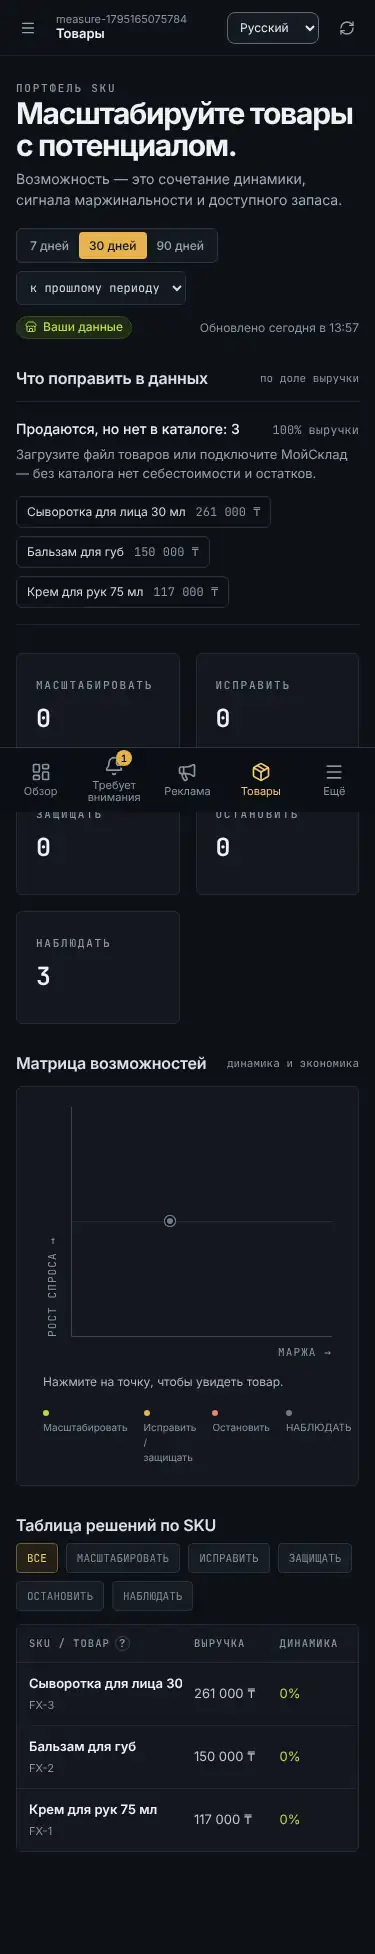 measure-1795165075784
Товары
Русский
ПОРТФЕЛЬ SKU
Масштабируйте товары
с потенциалом.
Возможность — это сочетание динамики,
сигнала маржинальности и доступного запаса.
7 дней 30 дней 90 дней
к прошлому периоду
Ваши данные
Обновлено сегодня в 13:57
Что поправить в данных
по доле выручки
Продаются, но нет в каталоге: 3
100% выручки
Загрузите файл товаров или подключите МойСклад
— без каталога нет себестоимости и остатков.
Сыворотка для лица 30 мл 261 000 ₸
Бальзам для губ 150 000 ₸
Крем для рук 75 мл 117 000 ₸
МАСШТАБИРОВАТЬ
0
ИСПРАВИТЬ
0
Обзор
1
Требует
внимания
Реклама
Товары
Ещё
ЗАЩИЩАТЬ
0
ОСТАНОВИТЬ
0
НАБЛЮДАТЬ
3
Матрица возможностей
динамика и экономика
РОСТ СПРОСА →
МАРЖА →
Нажмите на точку, чтобы увидеть товар.
Масштабировать
Исправить
/
защищать
Остановить
НАБЛЮДАТЬ
Таблица решений по SKU
ВСЕ МАСШТАБИРОВАТЬ ИСПРАВИТЬ ЗАЩИЩАТЬ
ОСТАНОВИТЬ НАБЛЮДАТЬ
SKU / ТОВАР ? ВЫРУЧКА ДИНАМИКА
Сыворотка для лица 30
FX-3
261 000 ₸ 0%
Бальзам для губ
FX-2
150 000 ₸ 0%
Крем для рук 75 мл
FX-1
117 000 ₸ 0%